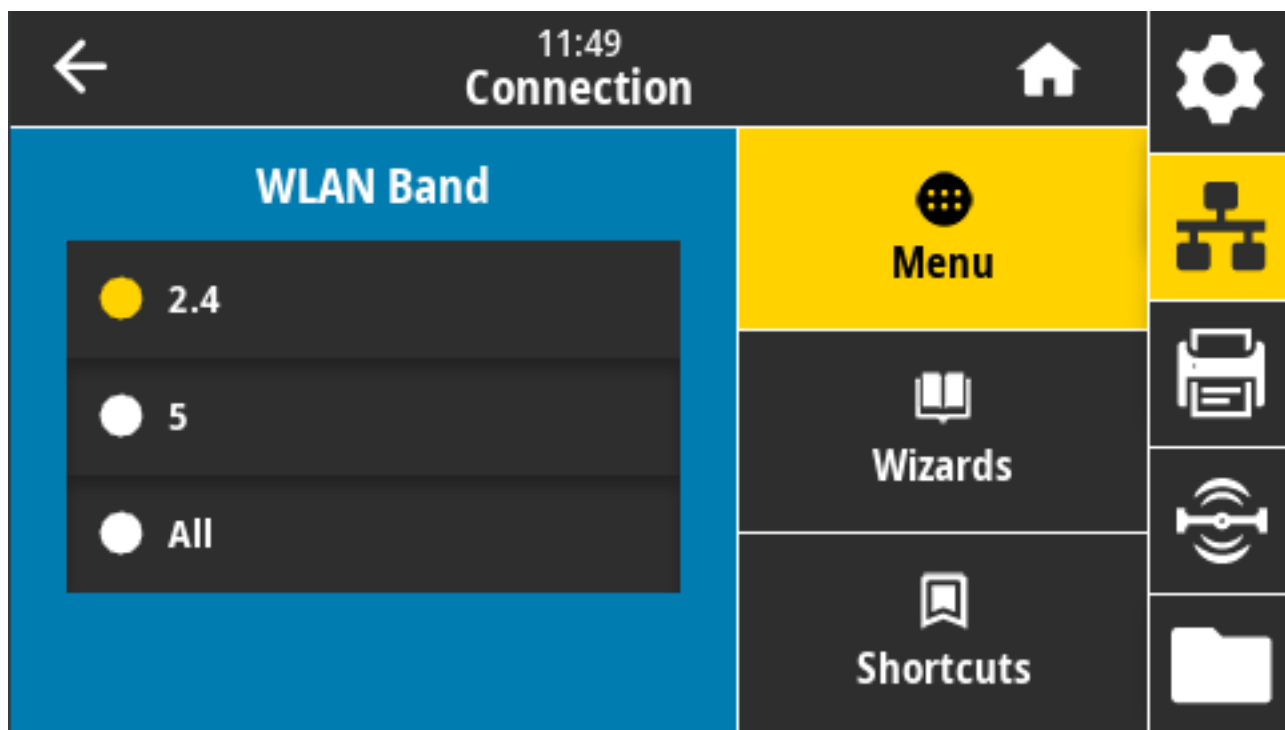 11:49
Connection
WLAN Band
2.4
5
All
Menu
Wizards
Shortcuts